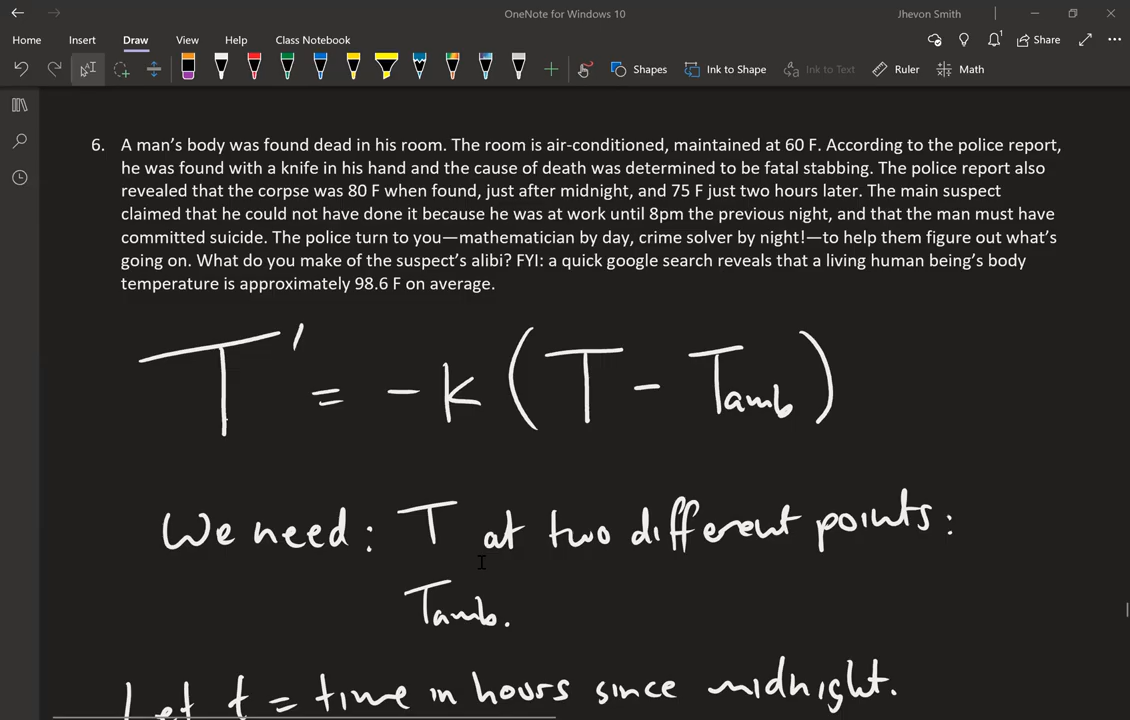 OneNote for Windows 10
Jhevon Smith
Home Insert Draw View Help Class Notebook
1 Share
A Shapes Ink to Shape Ink to Text Ruler Math
6. A man's body was found dead in his room. The room is air-conditioned, maintained at 60 F. According to the police report,
he was found with a knife in his hand and the cause of death was determined to be fatal stabbing. The police report also
revealed that the corpse was 80 F when found, just after midnight, and 75 F just two hours later. The main suspect
claimed that he could not have done it because he was at work until 8pm the previous night, and that the man must have
committed suicide. The police turn to you—mathematician by day, crime solver by night!—to help them figure out what's
going on. What do you make of the suspect's alibi? FYI: a quick google search reveals that a living human being's body
temperature is approximately 98.6 F on average.
T' = -k (T - Tamb)
We need: T at two different points:
Tamb.
Let t = time in hours since midnight.